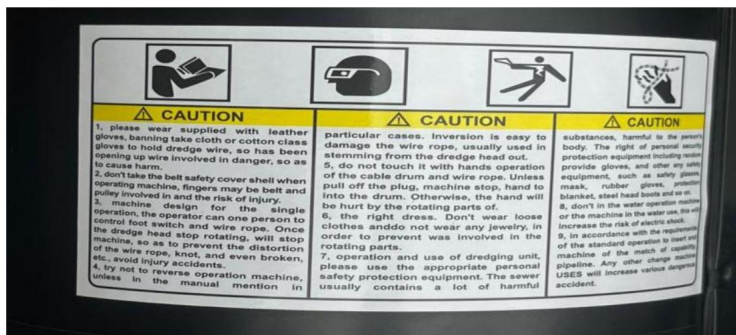 CAUTION
1, please wear supplied with leather
gloves, banning take cloth or cotton class
gloves to hold dredge wire, so has been
opening up wire involved in danger, so as
to cause harm.
2, don't take the belt safety cover shell when
operating machine, fingers may be belt and
pulley involved in and the risk of injury.
3, machine design for the single
operation, the operator can one person to
control foot switch and wire rope. Once
the dredge head stop rotating, will stop
machine, so as to prevent the distortion
of the wire rope, knot, and even broken,
etc., avoid injury accidents.
4, try not to reverse operation machine,
unless in the manual mention in
CAUTION
particular cases. Inversion is easy to
damage the wire rope, usually used in
stemming from the dredge head out.
5, do not touch it with hands operation
of the cable drum and wire rope. Unless
pull off the plug, machine stop, hand to
into the drum. Otherwise, the hand will
be hurt by the rotating parts of.
6, the right dress. Don't wear loose
clothes anddo not wear any jewelry, in
order to prevent was involved in the
rotating parts.
7, operation and use of dredging unit,
please use the appropriate personal
safety protection equipment. The sewer
usually contains a lot of harmful
CAUTION
substances, harmful to the person's
body. The right of personal security
protection equipment including random
provide gloves, and other any safety
equipment, such as safety glasses,
mask, rubber gloves, protection
blanket, steel head boots and so on.
8, don't in the water operation machine
or the machine in the water use, this will
increase the risk of electric shock.
9, in accordance with the requirements
of the standard operation to insert and
machine of the match of capability
pipeline. Any other change machine
USES will increase various dangerous
accident.